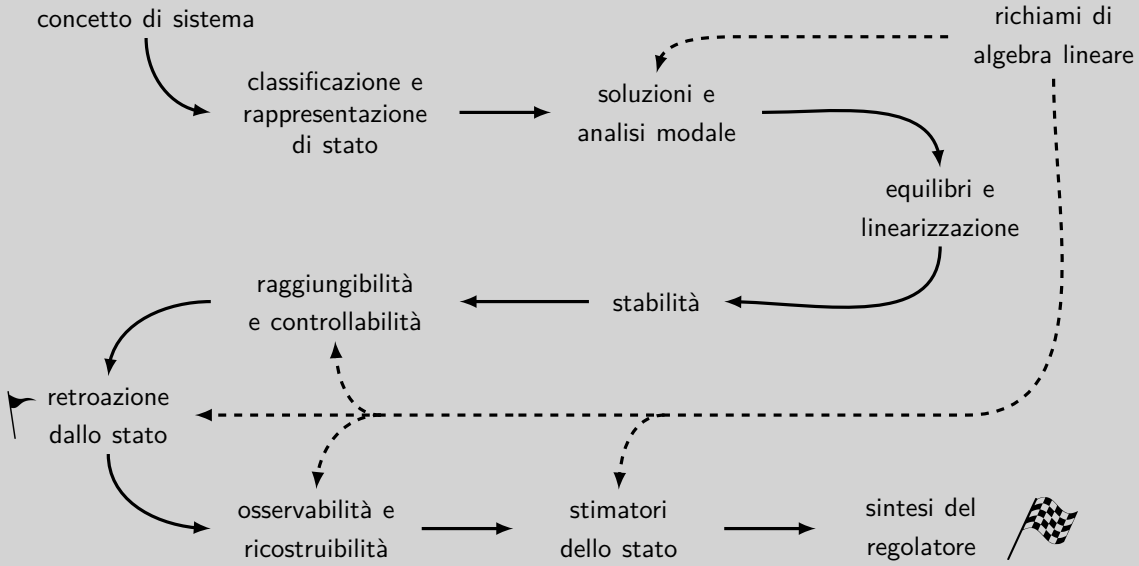 concetto di sistema
richiami di
algebra lineare
classificazione e
rappresentazione
di stato
soluzioni e
analisi modale
equilibri e
linearizzazione
stabilità
raggiungibilità
e controllabilità
retroazione
dallo stato
osservabilità e
ricostruibilità
stimatori
dello stato
sintesi del
regolatore